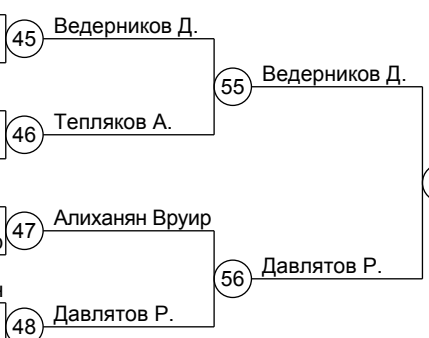 45 Ведерников Д.
55 Ведерников Д.
46 Тепляков А.
47 Алиханян Вруир
56 Давлятов Р.
48 Давлятов Р.